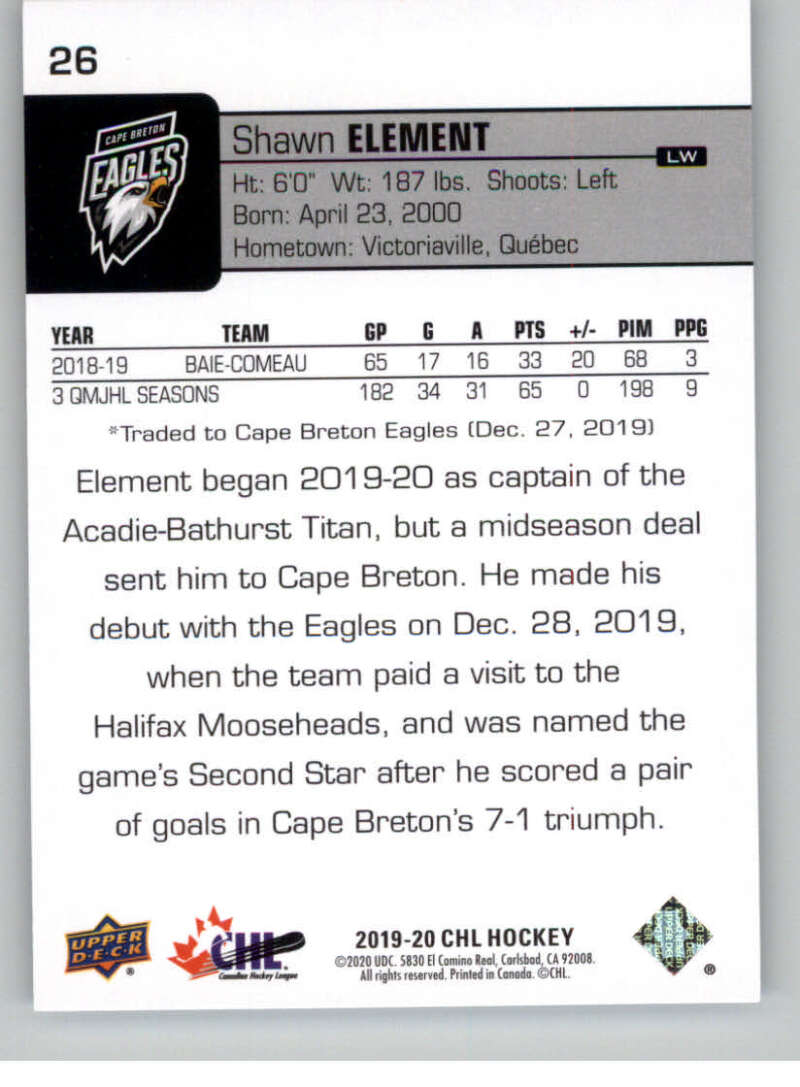 26
CAPE BRETON
EAGLES
Shawn ELEMENT
LW
Ht: 6'0" Wt: 187 lbs. Shoots: Left
Born: April 23, 2000
Hometown: Victoriaville, Québec
YEAR TEAM GP G A PTS +/- PIM PPG
2018-19 BAIE-COMEAU 65 17 16 33 20 68 3
3 QMJHL SEASONS 182 34 31 65 0 198 9
*Traded to Cape Breton Eagles (Dec. 27, 2019)
Element began 2019-20 as captain of the
Acadie-Bathurst Titan, but a midseason deal
sent him to Cape Breton. He made his
debut with the Eagles on Dec. 28, 2019,
when the team paid a visit to the
Halifax Mooseheads, and was named the
game's Second Star after he scored a pair
of goals in Cape Breton's 7-1 triumph.
UPPER
D·E·C·K
®
CHL.
Canadian Hockey League
2019-20 CHL HOCKEY
©2020 UDC. 5830 El Camino Real, Carlsbad, CA 92008.
All rights reserved. Printed in Canada. ©CHL.
®